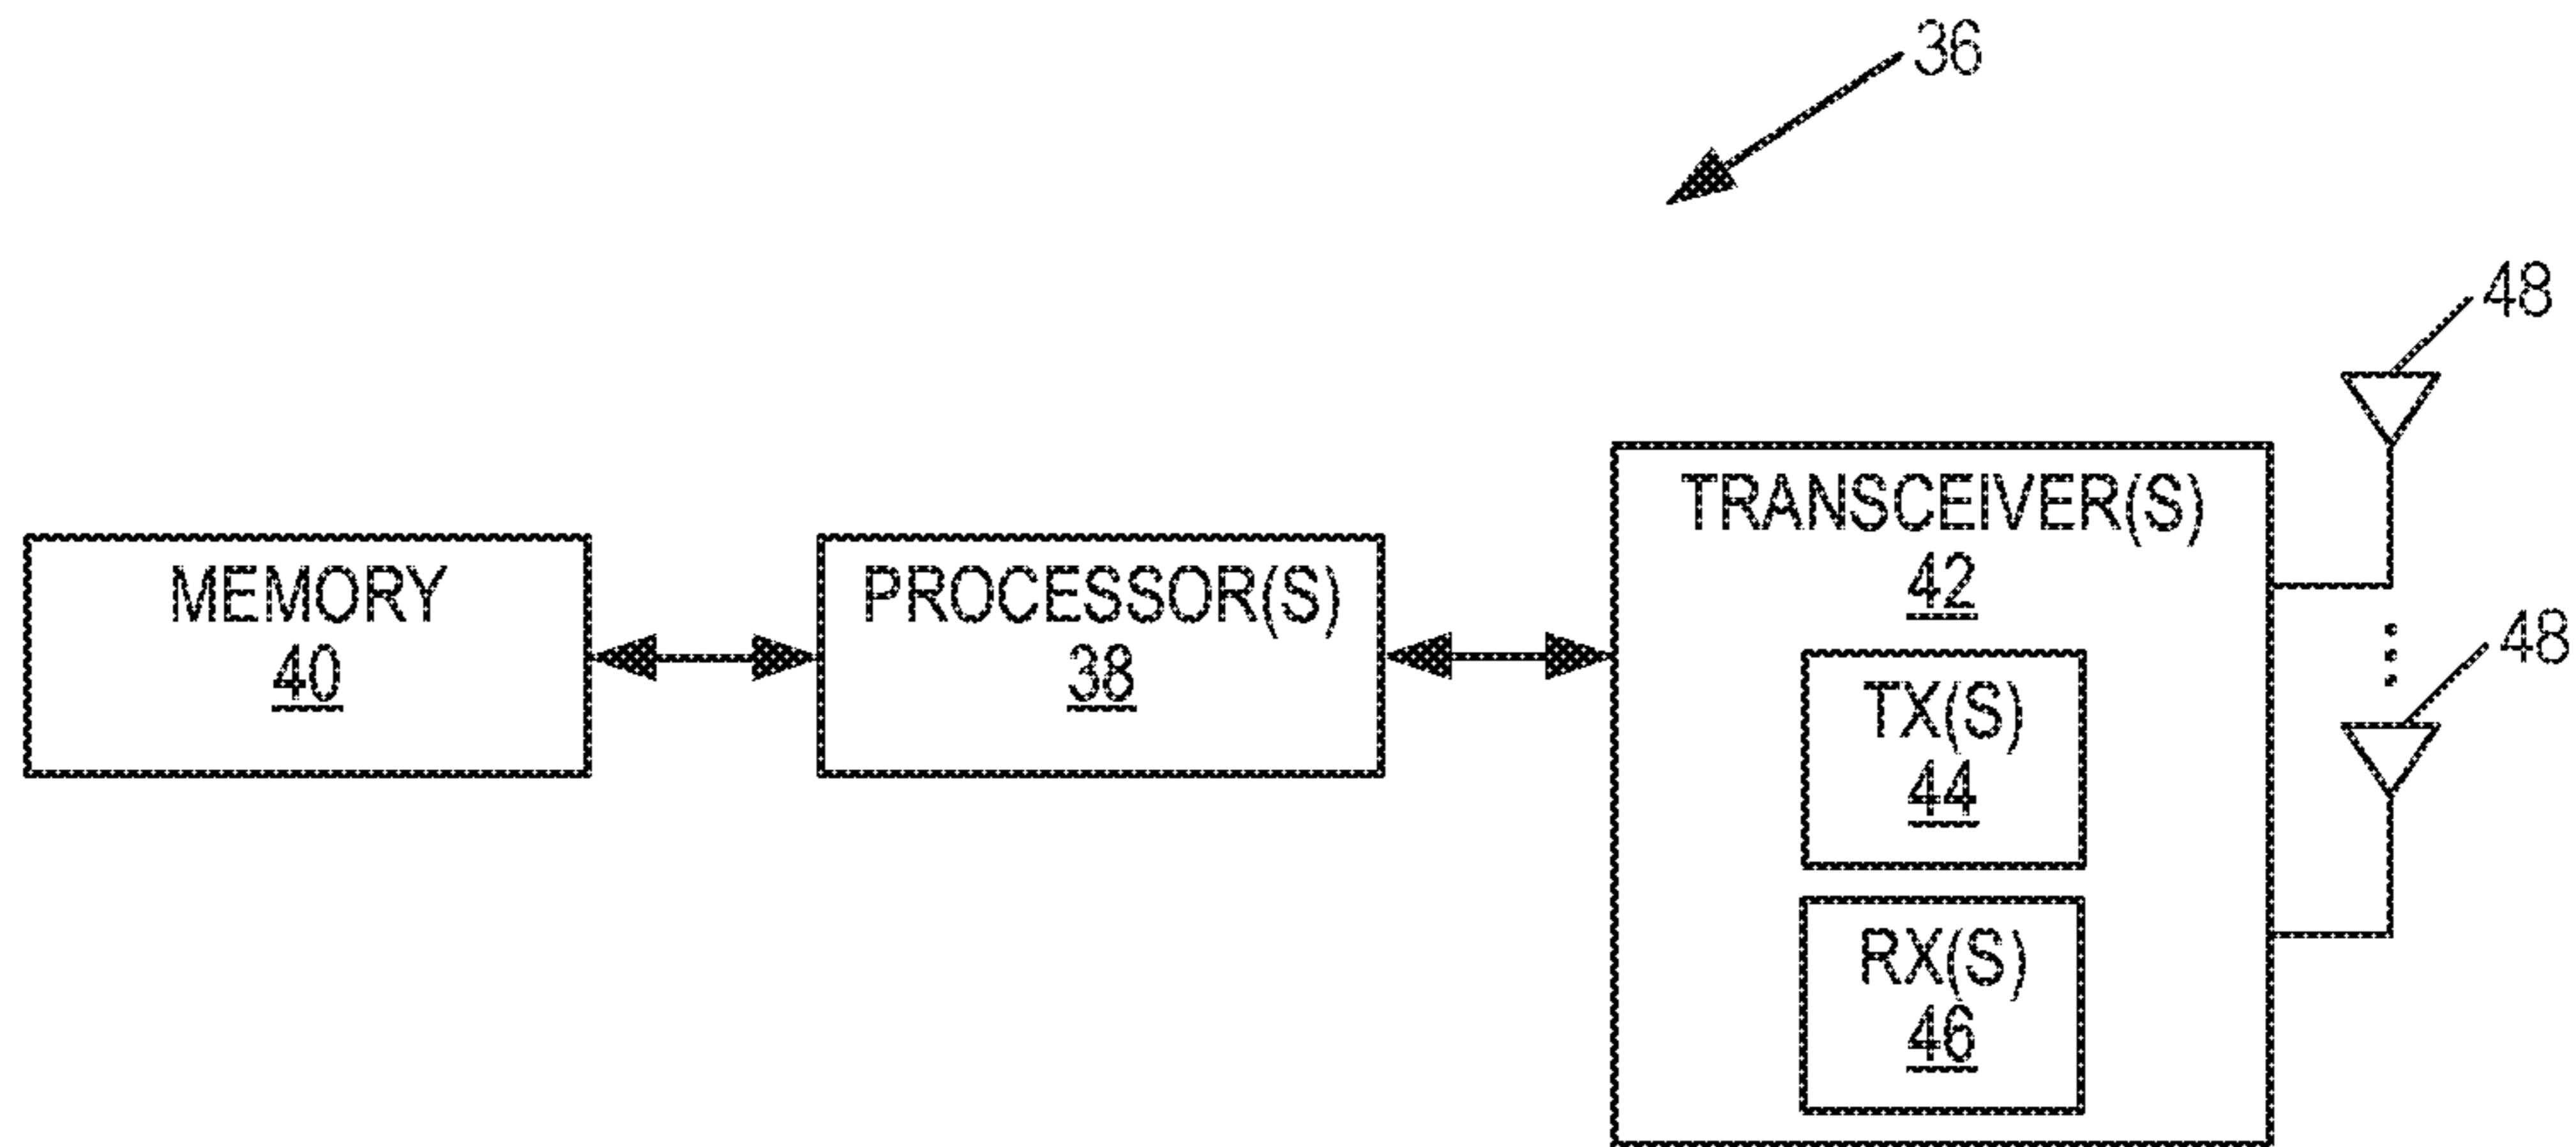 36
48
MEMORY
40
PROCESSOR(S)
38
TRANSCEIVER(S)
42
TX(S)
44
RX(S)
46
48